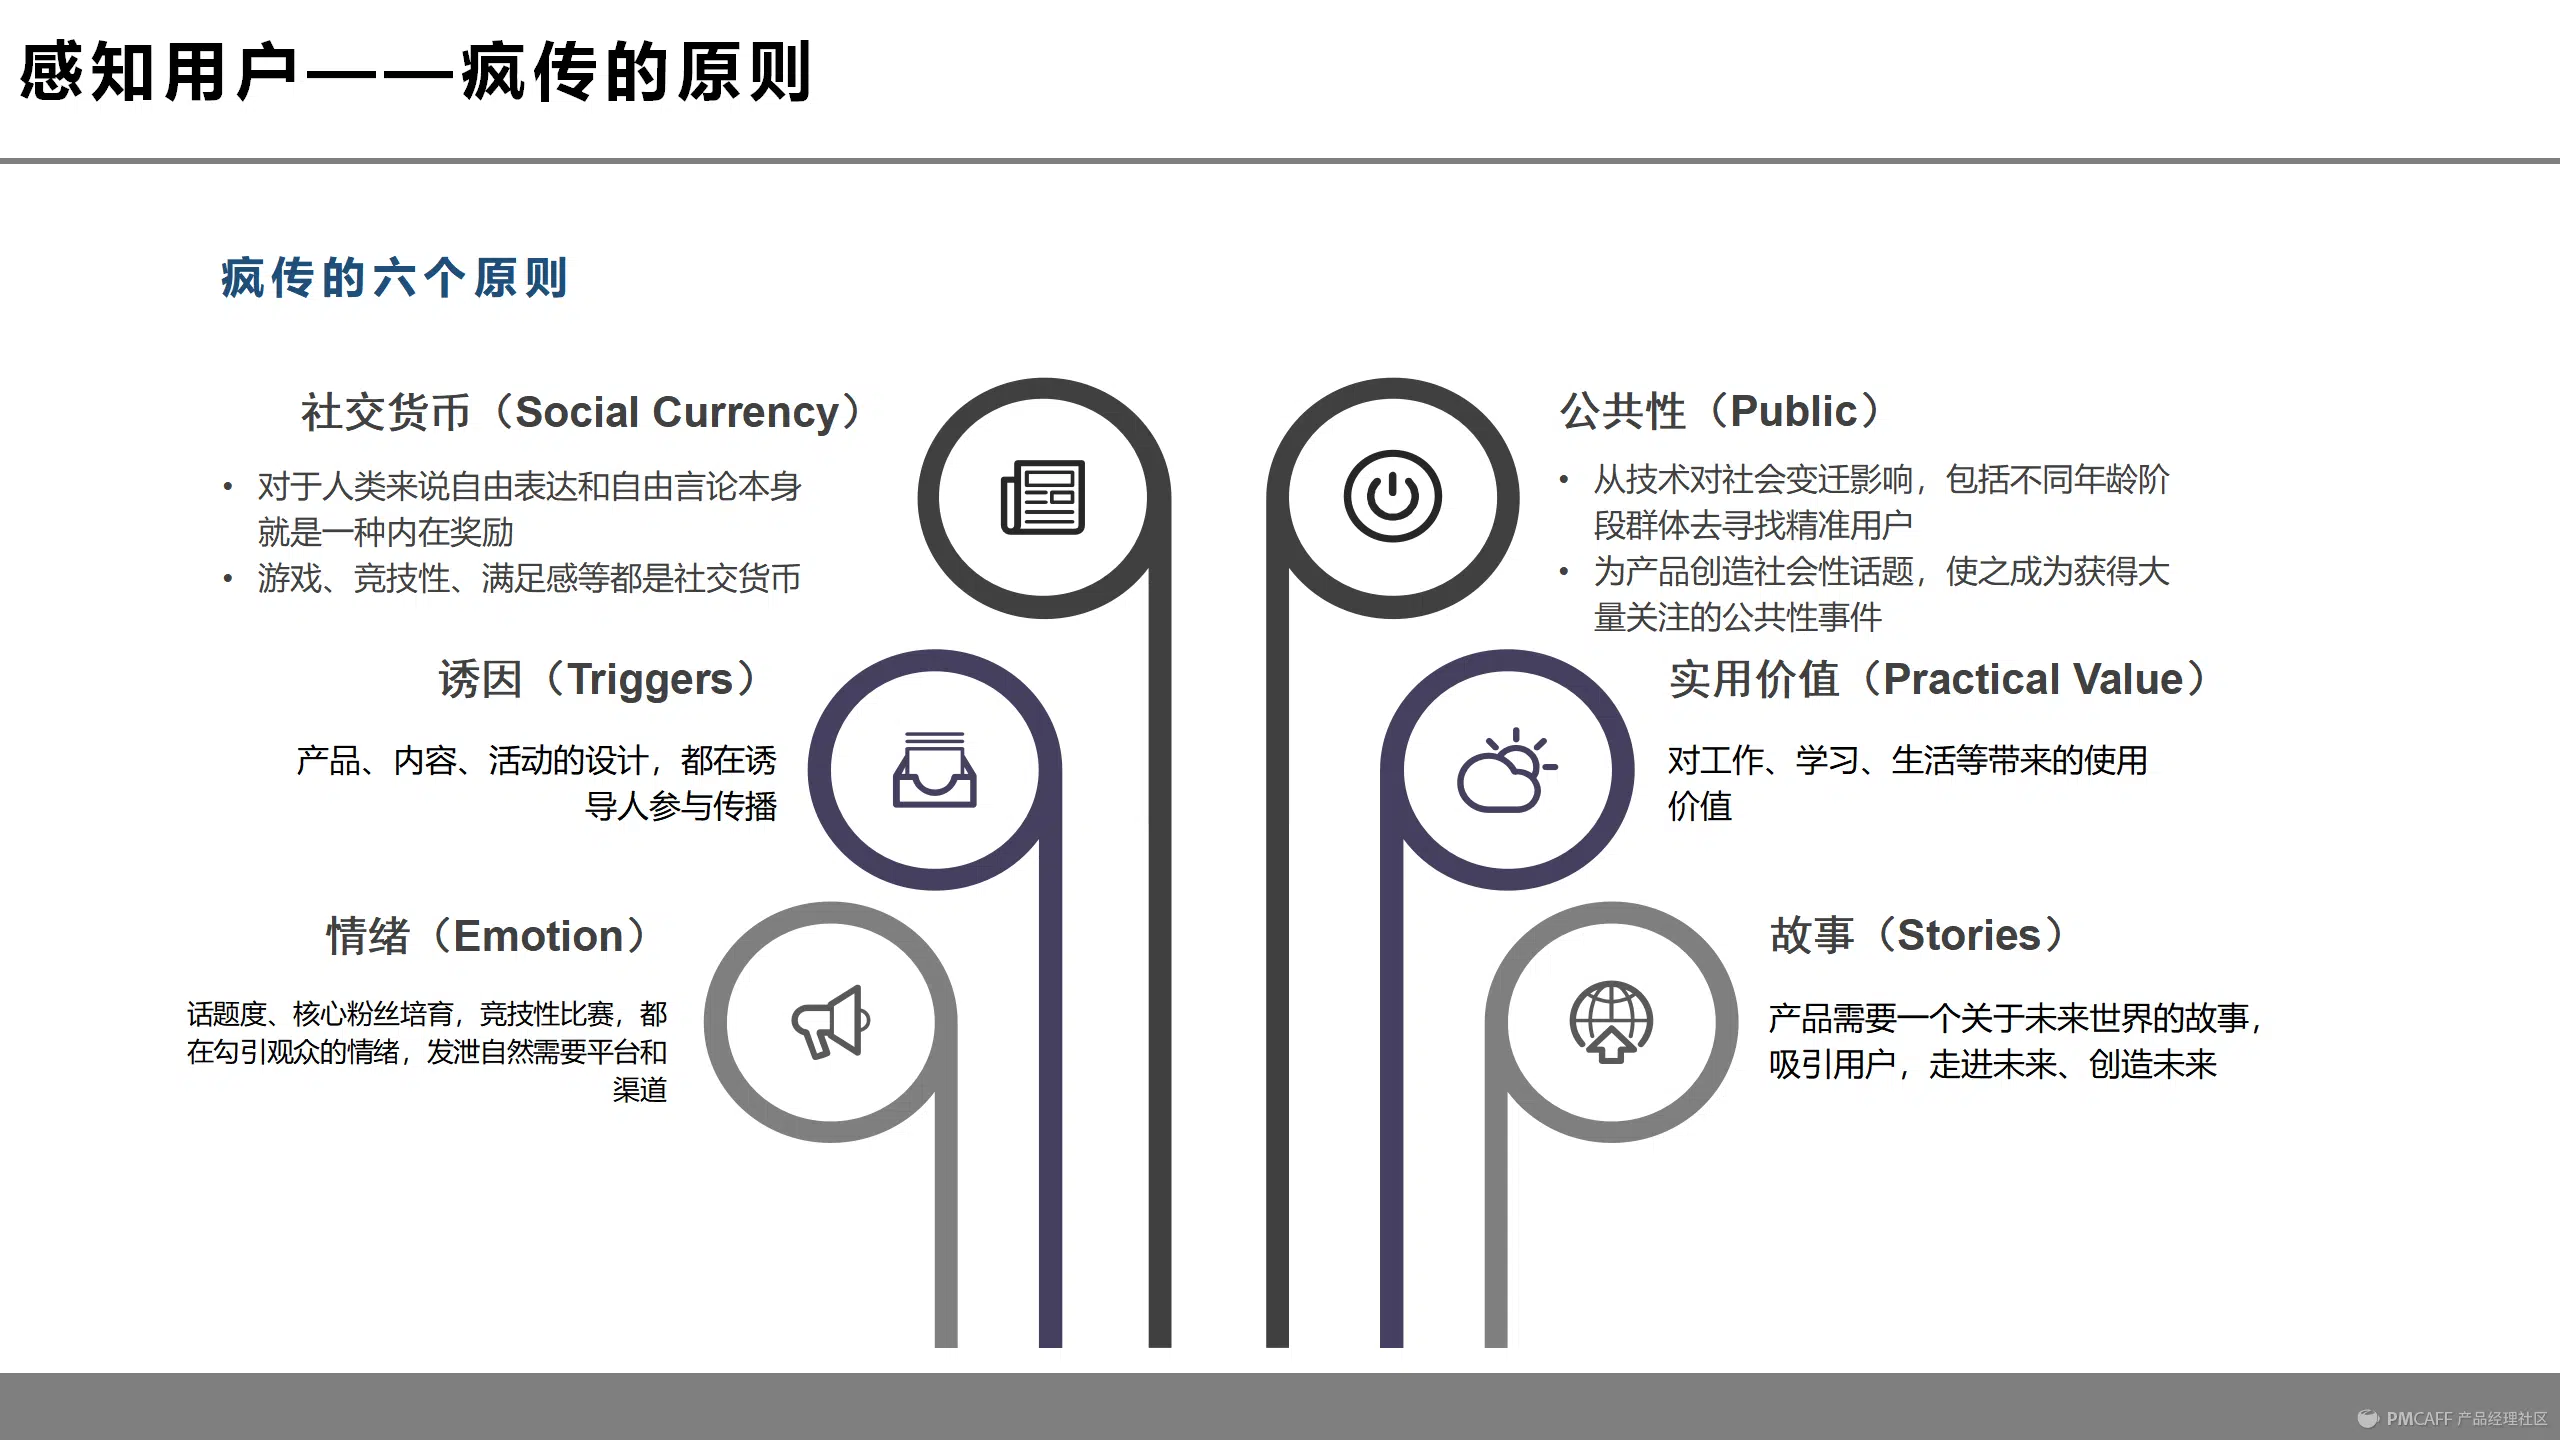 感知用户——疯传的原则
疯传的六个原则
社交货币（Social Currency）
• 对于人类来说自由表达和自由言论本身
就是一种内在奖励
• 游戏、竞技性、满足感等都是社交货币
诱因（Triggers）
产品、内容、活动的设计，都在诱
导人参与传播
情绪（Emotion）
话题度、核心粉丝培育，竞技性比赛，都
在勾引观众的情绪，发泄自然需要平台和
渠道
公共性（Public）
• 从技术对社会变迁影响，包括不同年龄阶
段群体去寻找精准用户
• 为产品创造社会性话题，使之成为获得大
量关注的公共性事件
实用价值（Practical Value）
对工作、学习、生活等带来的使用
价值
故事（Stories）
产品需要一个关于未来世界的故事，
吸引用户，走进未来、创造未来
PMCAFF 产品经理社区